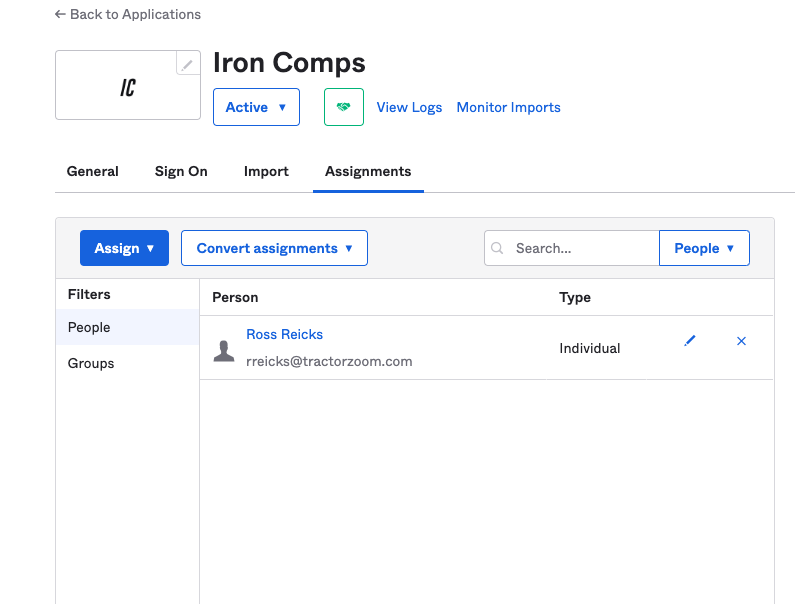 ← Back to Applications
IC
Iron Comps
Active ▼
View Logs
Monitor Imports
General
Sign On
Import
Assignments
Assign ▼
Convert assignments ▼
Search...
People ▼
Filters
People
Groups
Person
Type
Ross Reicks
rreicks@tractorzoom.com
Individual